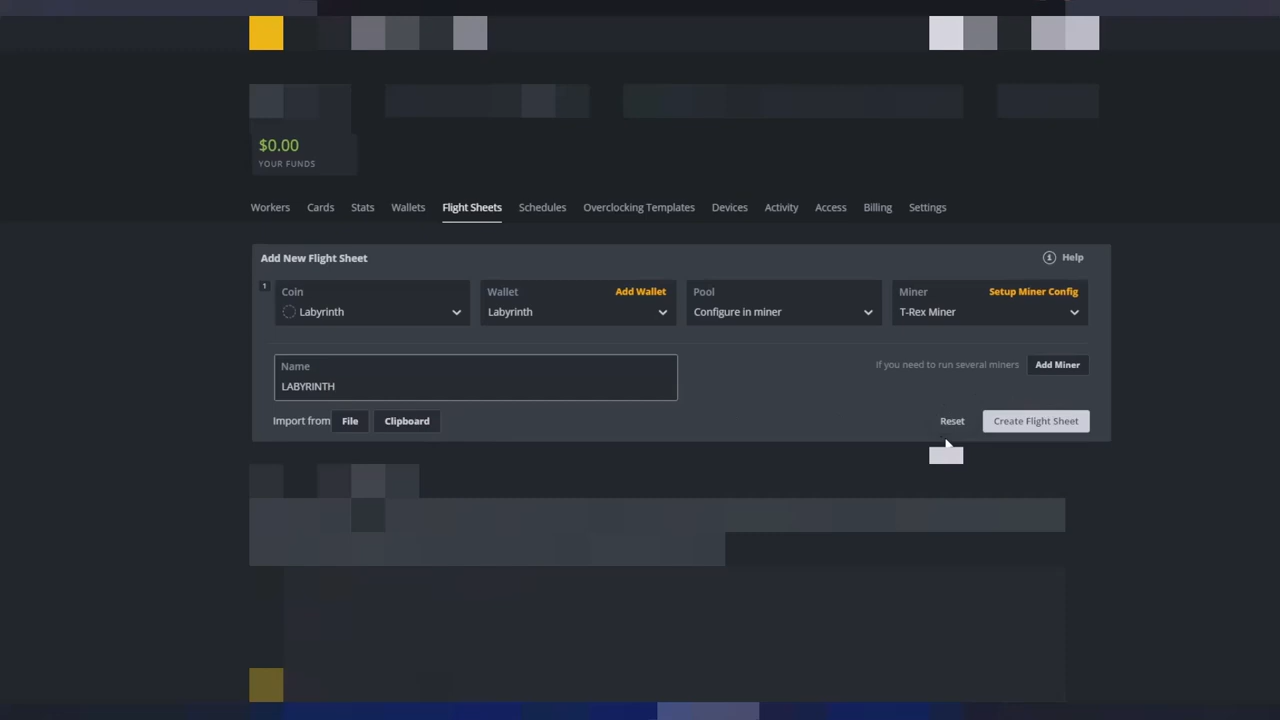 $0.00
YOUR FUNDS
Workers Cards Stats Wallets Flight Sheets Schedules Overclocking Templates Devices Activity Access Billing Settings
Add New Flight Sheet Help
1 Coin Wallet Add Wallet Pool Miner Setup Miner Config
Labyrinth Labyrinth Configure in miner T-Rex Miner
Name If you need to run several miners Add Miner
LABYRINTH
Import from File Clipboard Reset Create Flight Sheet